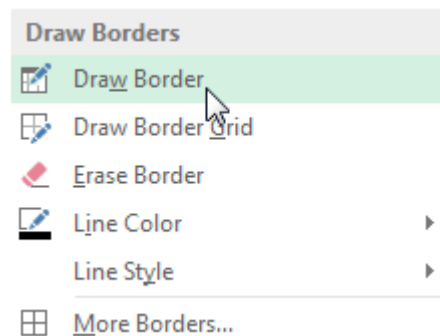 Draw Borders
Draw Border
Draw Border Grid
Erase Border
Line Color
Line Style
More Borders...